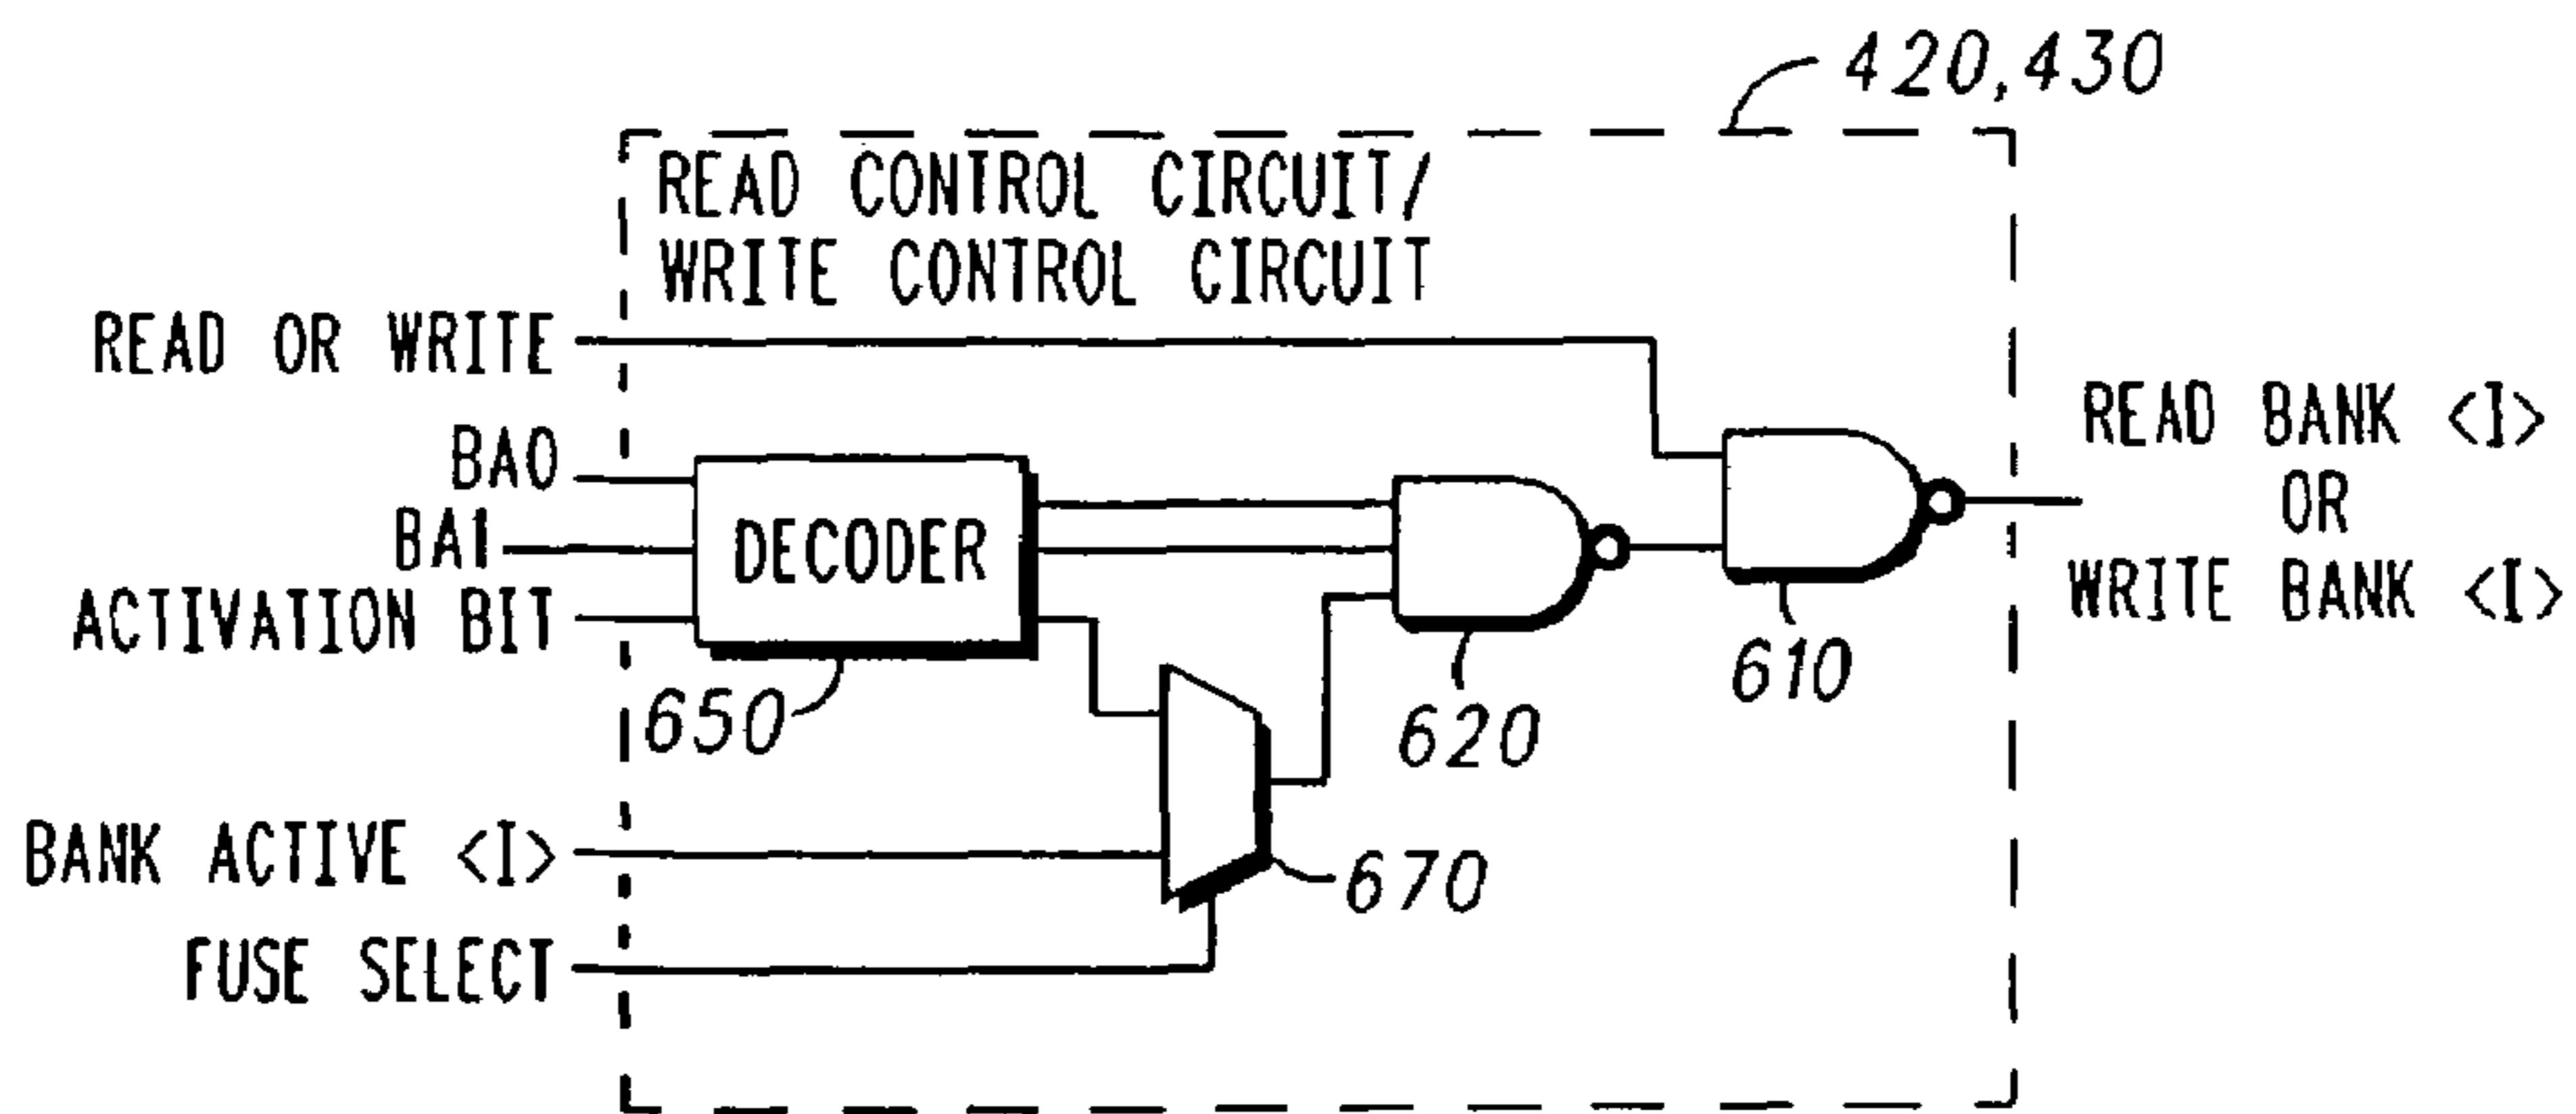 420,430
READ CONTROL CIRCUIT/
WRITE CONTROL CIRCUIT
READ OR WRITE
BA0
BA1
ACTIVATION BIT
DECODER
650
BANK ACTIVE <I>
FUSE SELECT
670
620
610
READ BANK <I>
OR
WRITE BANK <I>